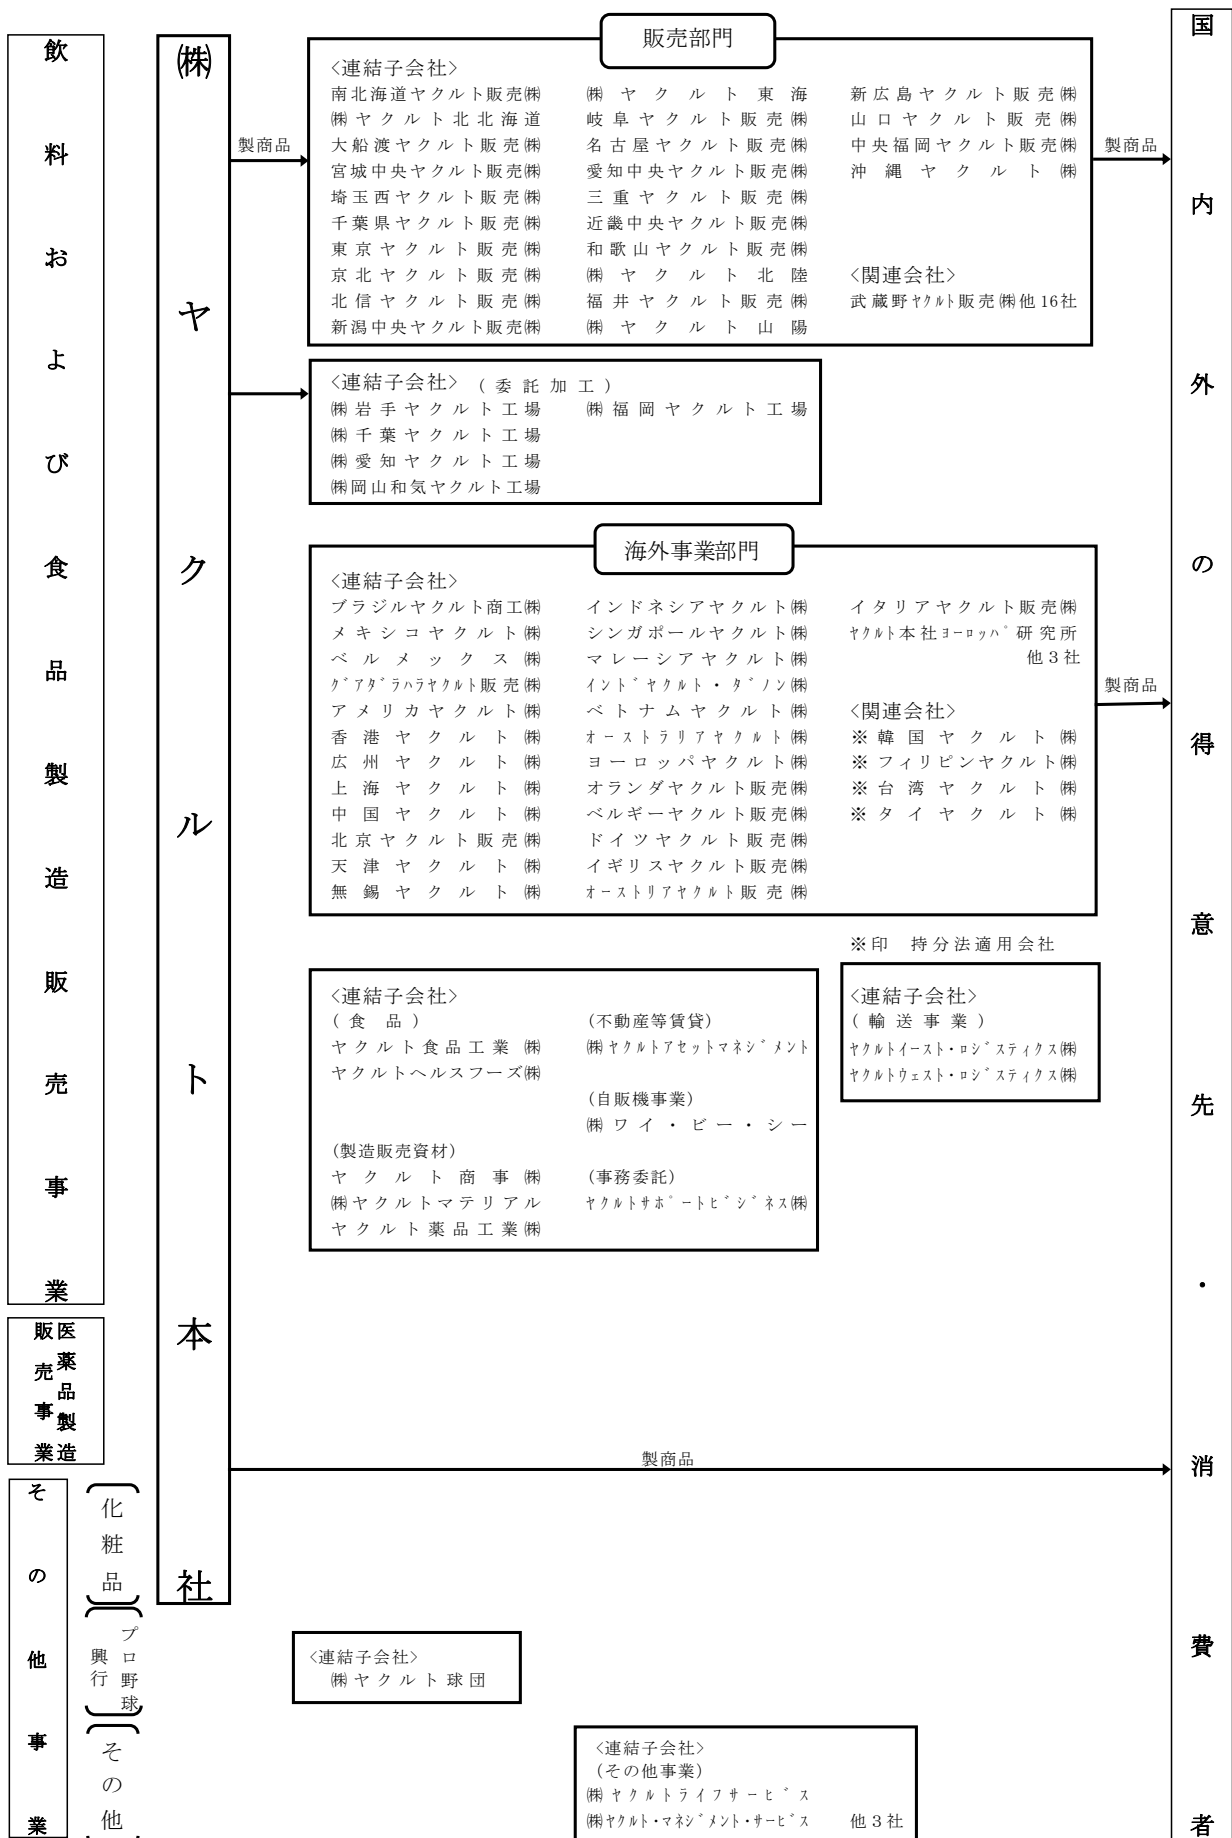 飲料および食品製造販売事業
医薬品製造
販売事業
その他事業
化粧品
プロ野球
興行
その他
㈱ヤクルト本社
製商品
販売部門
〈連結子会社〉
南北海道ヤクルト販売㈱
㈱ヤクルト北北海道
大船渡ヤクルト販売㈱
宮城中央ヤクルト販売㈱
埼玉西ヤクルト販売㈱
千葉県ヤクルト販売㈱
東京ヤクルト販売㈱
京北ヤクルト販売㈱
北信ヤクルト販売㈱
新潟中央ヤクルト販売㈱
㈱ヤクルト東海
岐阜ヤクルト販売㈱
名古屋ヤクルト販売㈱
愛知中央ヤクルト販売㈱
三重ヤクルト販売㈱
近畿中央ヤクルト販売㈱
和歌山ヤクルト販売㈱
㈱ヤクルト北陸
福井ヤクルト販売㈱
㈱ヤクルト山陽
新広島ヤクルト販売㈱
山口ヤクルト販売㈱
中央福岡ヤクルト販売㈱
沖縄ヤクルト㈱
〈関連会社〉
武蔵野ヤクルト販売㈱他16社
製商品
〈連結子会社〉(委託加工)
㈱岩手ヤクルト工場
㈱千葉ヤクルト工場
㈱愛知ヤクルト工場
㈱岡山和気ヤクルト工場
㈱福岡ヤクルト工場
海外事業部門
〈連結子会社〉
ブラジルヤクルト商工㈱
メキシコヤクルト㈱
ベルメックス㈱
グアダラハラヤクルト販売㈱
アメリカヤクルト㈱
香港ヤクルト㈱
広州ヤクルト㈱
上海ヤクルト㈱
中国ヤクルト㈱
北京ヤクルト販売㈱
天津ヤクルト㈱
無錫ヤクルト㈱
インドネシアヤクルト㈱
シンガポールヤクルト㈱
マレーシアヤクルト㈱
インドヤクルト・ダノン㈱
ベトナムヤクルト㈱
オーストラリアヤクルト㈱
ヨーロッパヤクルト㈱
オランダヤクルト販売㈱
ベルギーヤクルト販売㈱
ドイツヤクルト販売㈱
イギリスヤクルト販売㈱
オーストリアヤクルト販売㈱
イタリアヤクルト販売㈱
ヤクルト本社ヨーロッパ研究所
他3社
〈関連会社〉
※韓国ヤクルト㈱
※フィリピンヤクルト㈱
※台湾ヤクルト㈱
※タイヤクルト㈱
製商品
※印 持分法適用会社
〈連結子会社〉
(食品)
ヤクルト食品工業㈱
ヤクルトヘルスフーズ㈱
(製造販売資材)
ヤクルト商事㈱
㈱ヤクルトマテリアル
ヤクルト薬品工業㈱
(不動産等賃貸)
㈱ヤクルトアセットマネジメント
(自販機事業)
㈱ワイ・ビー・シー
(事務委託)
ヤクルトサポートビジネス㈱
〈連結子会社〉
(輸送事業)
ヤクルトイースト・ロジスティクス㈱
ヤクルトウェスト・ロジスティクス㈱
製商品
〈連結子会社〉
㈱ヤクルト球団
〈連結子会社〉
(その他事業)
㈱ヤクルトライフサービス
㈱ヤクルト・マネジメント・サービス 他3社
国内外の得意先・消費者